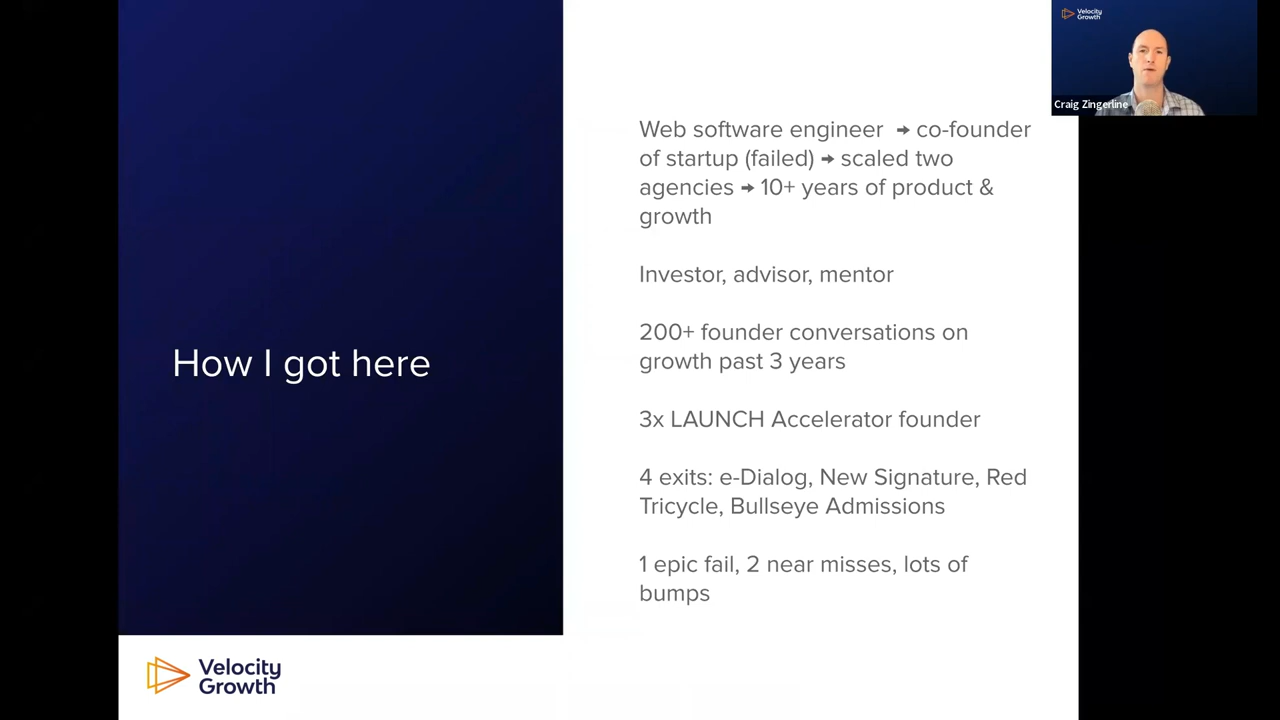 Velocity
Growth
Craig Zingerline
Web software engineer ➞ co-founder
of startup (failed) ➞ scaled two
agencies ➞ 10+ years of product &
growth
Investor, advisor, mentor
200+ founder conversations on
growth past 3 years
How I got here
3x LAUNCH Accelerator founder
4 exits: e-Dialog, New Signature, Red
Tricycle, Bullseye Admissions
1 epic fail, 2 near misses, lots of
bumps
Velocity
Growth